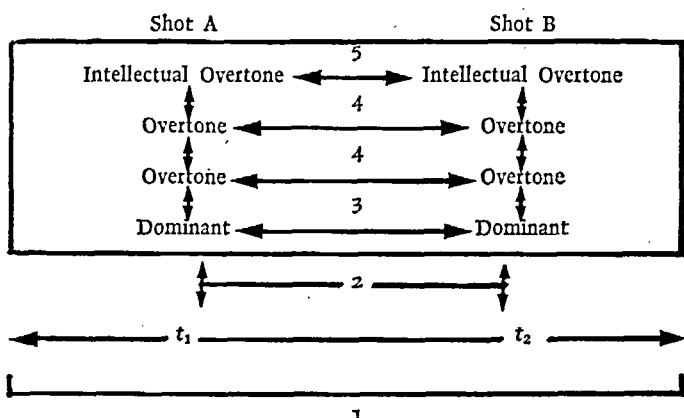 Shot A Shot B
5
Intellectual Overtone Intellectual Overtone
4
Overtone Overtone
4
Overtone Overtone
3
Dominant Dominant
2
t₁ t₂
1